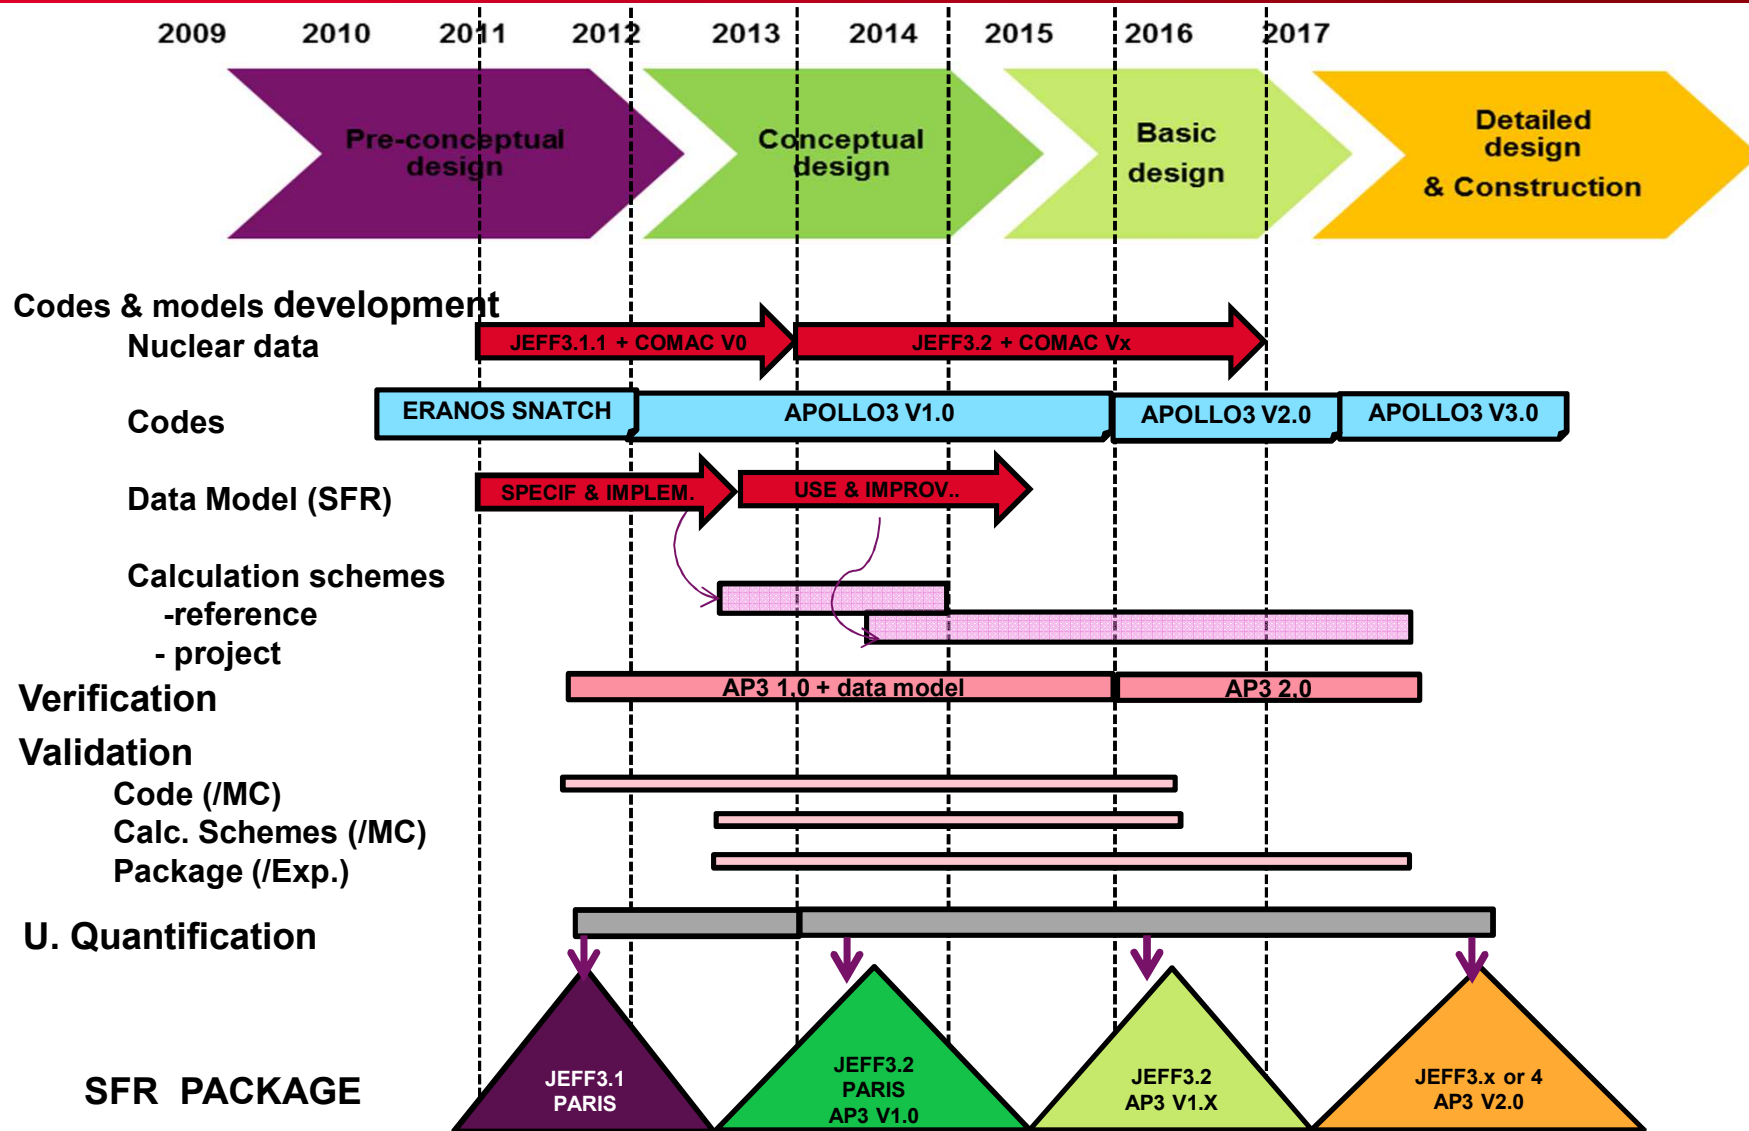 2009 2010 2011 2012 2013 2014 2015 2016 2017
Pre-conceptual
design
Conceptual
design
Basic
design
Detailed
design
& Construction
Codes & models development
Nuclear data
JEFF3.1.1 + COMAC V0
JEFF3.2 + COMAC Vx
Codes
ERANOS SNATCH
APOLLO3 V1.0
APOLLO3 V2.0
APOLLO3 V3.0
Data Model (SFR)
SPECIF & IMPLEM.
USE & IMPROV..
Calculation schemes
-reference
- project
Verification
AP3 1,0 + data model
AP3 2,0
Validation
Code (/MC)
Calc. Schemes (/MC)
Package (/Exp.)
U. Quantification
SFR PACKAGE
JEFF3.1
PARIS
JEFF3.2
PARIS
AP3 V1.0
JEFF3.2
AP3 V1.X
JEFF3.x or 4
AP3 V2.0